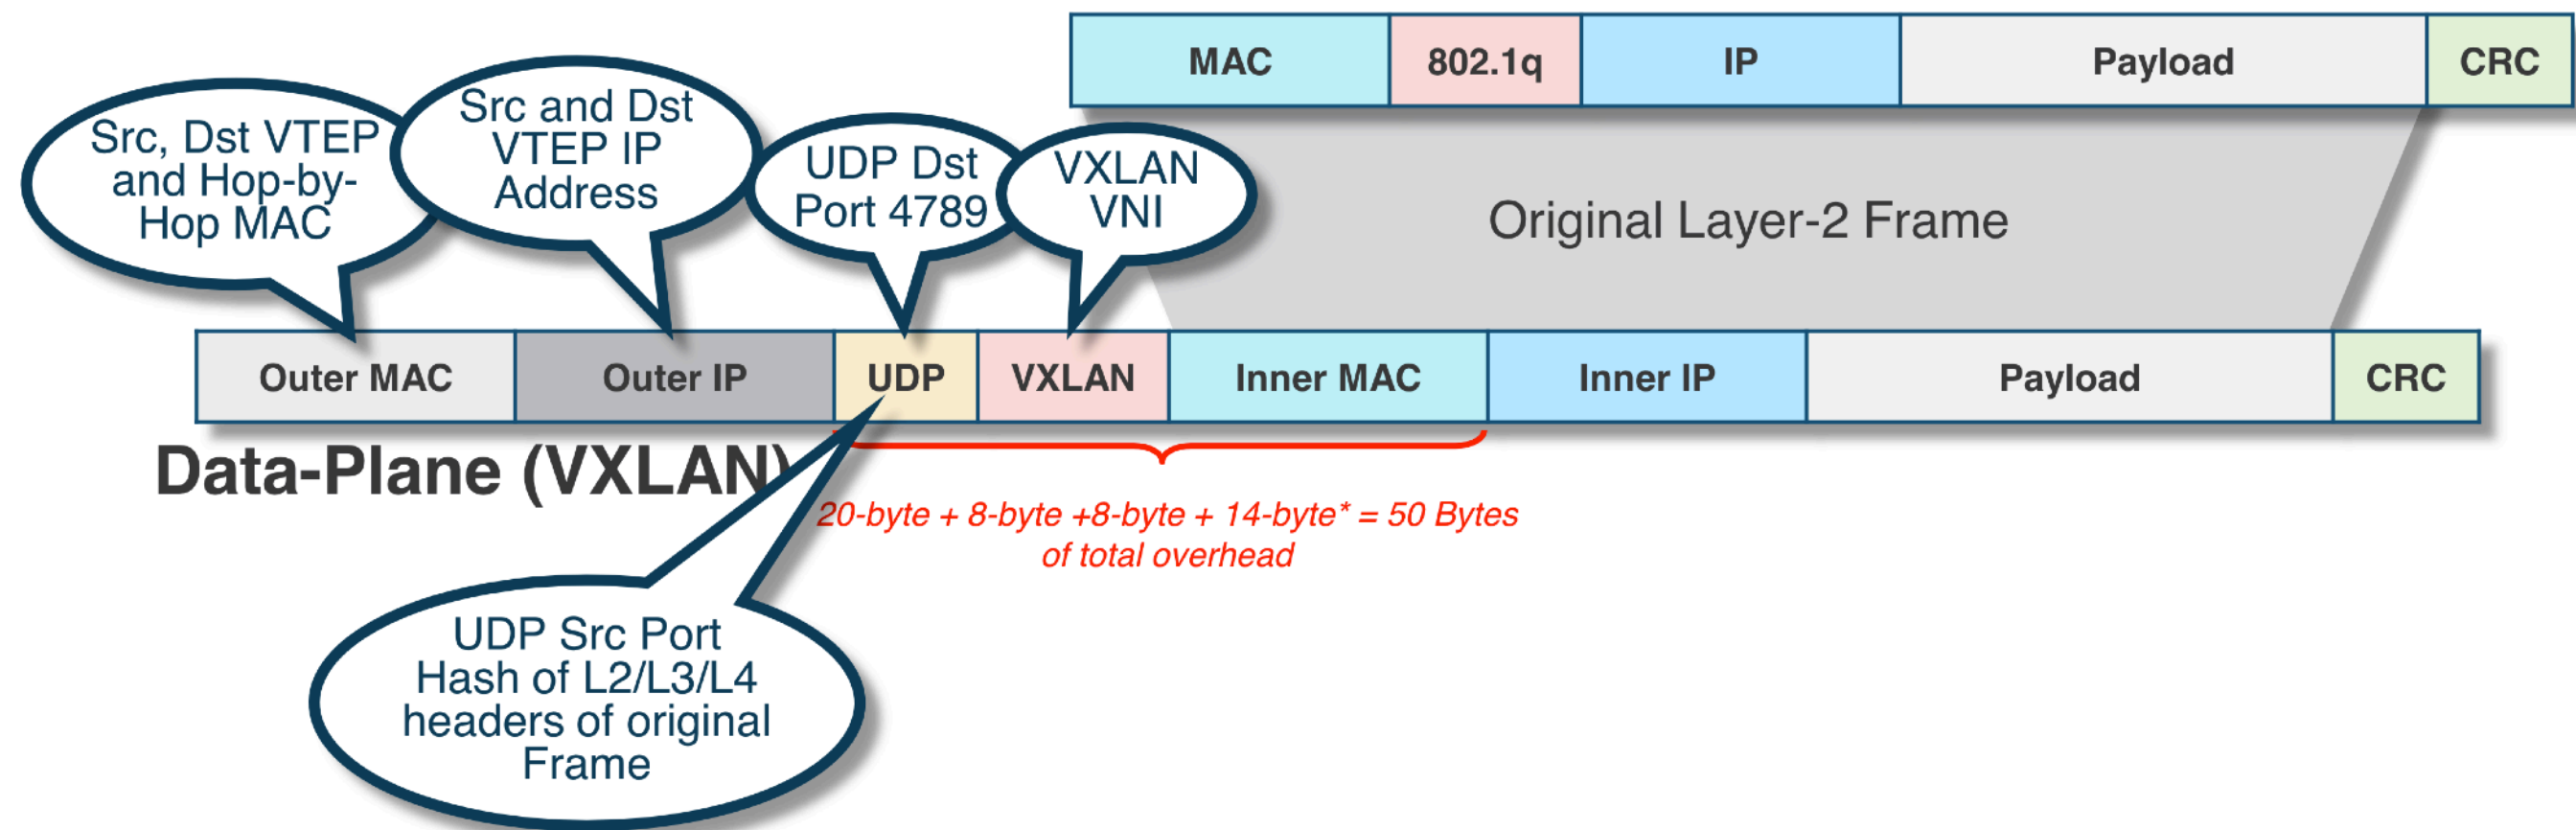 MAC
802.1q
IP
Payload
CRC
Src, Dst VTEP
and Hop-by-
Hop MAC
Src and Dst
VTEP IP
Address
UDP Dst
Port 4789
VXLAN
VNI
Original Layer-2 Frame
Outer MAC
Outer IP
UDP
VXLAN
Inner MAC
Inner IP
Payload
CRC
Data-Plane (VXLAN)
20-byte + 8-byte +8-byte + 14-byte* = 50 Bytes
of total overhead
UDP Src Port
Hash of L2/L3/L4
headers of original
Frame